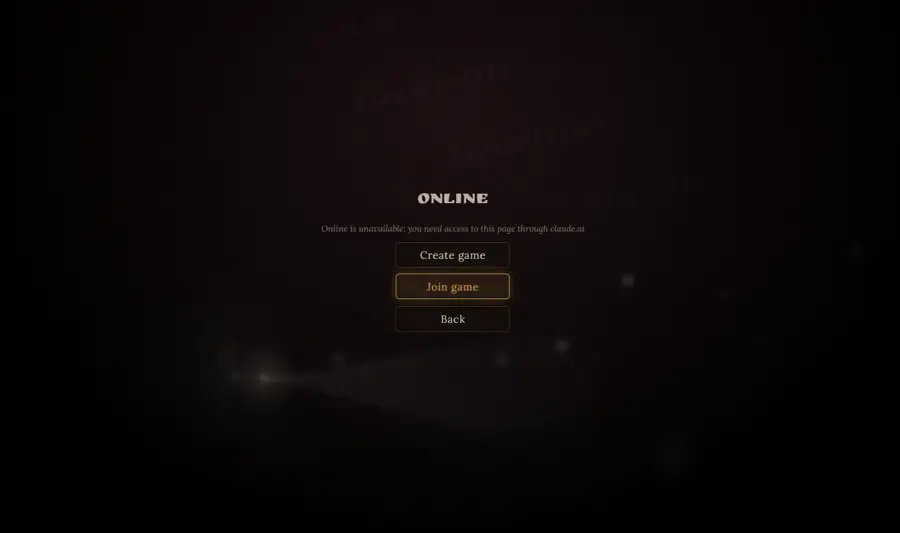 ONLINE
Online is unavailable: you need access to this page through claude.ai
Create game
Join game
Back